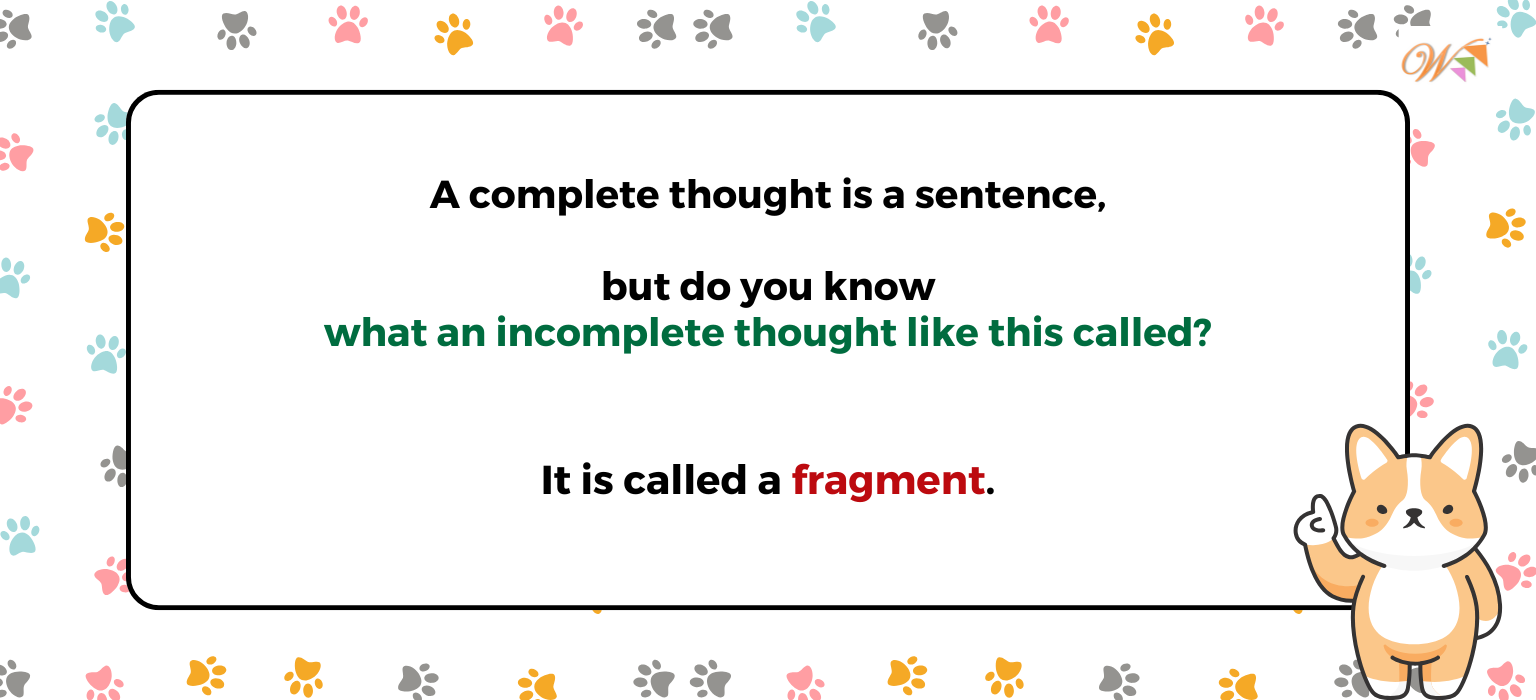 W
A complete thought is a sentence,
but do you know
what an incomplete thought like this called?
It is called a fragment.